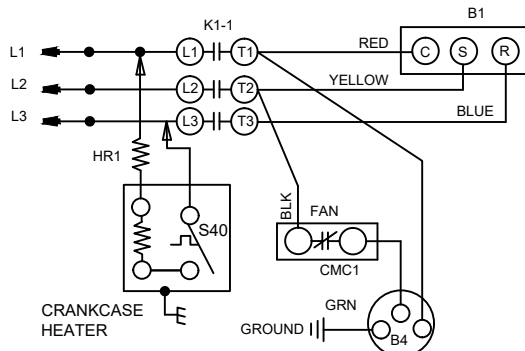 B1
K1-1
L1
L1
T1
RED
C
S
R
L2
L2
T2
YELLOW
L3
L3
T3
BLUE
HR1
BLK
FAN
S40
CMC1
CRANKCASE
HEATER
GRN
GROUND
B4